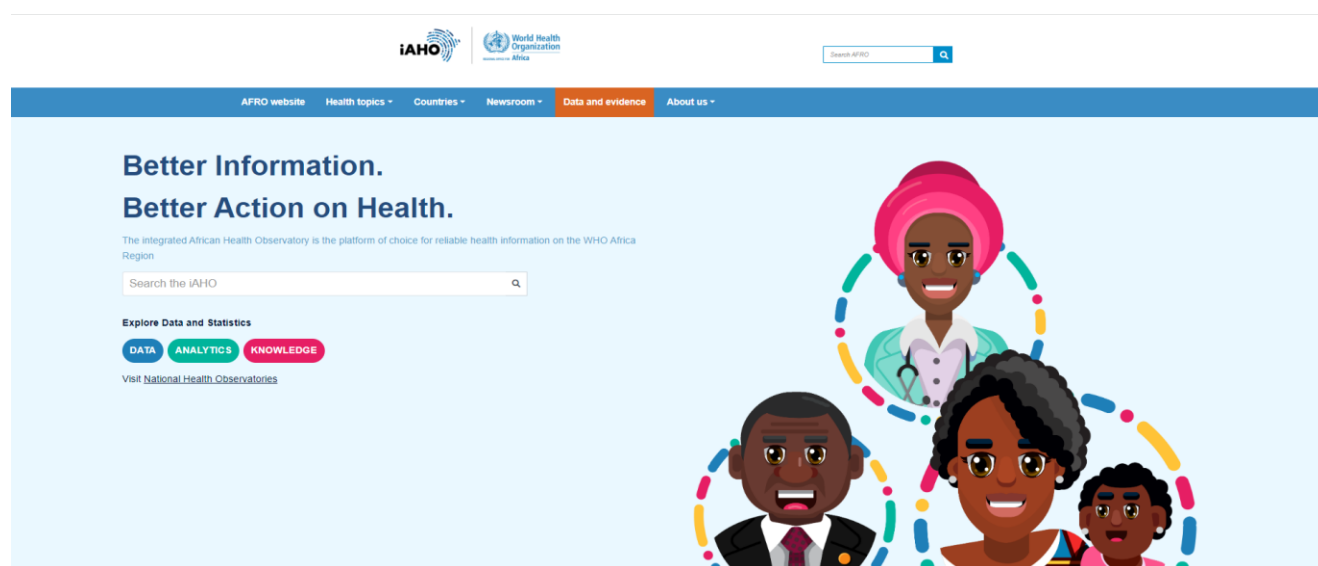 iAHO
World Health
Organization
Africa
Search AFRO
AFRO website Health topics Countries Newsroom Data and evidence About us
Better Information.
Better Action on Health.
The integrated African Health Observatory is the platform of choice for reliable health information on the WHO Africa
Region
Search the iAHO
Explore Data and Statistics
DATA ANALYTICS KNOWLEDGE
Visit National Health Observatories